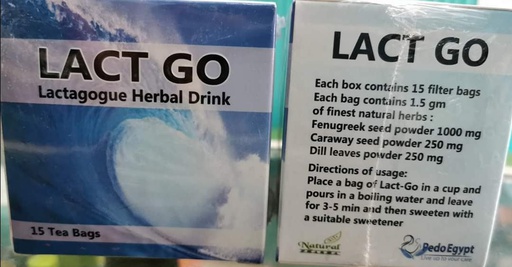 LACT GO
Lactagogue Herbal Drink
15 Tea Bags
LACT GO
Each box contains 15 filter bags
Each bag contains 1.5 gm
of finest natural herbs :
Fenugreek seed powder 1000 mg
Caraway seed powder 250 mg
Dill leaves powder 250 mg
Directions of usage:
Place a bag of Lact-Go in a cup and
pours in a boiling water and leave
for 3-5 min and then sweeten with
a suitable sweetener
Natural
PedoEgypt